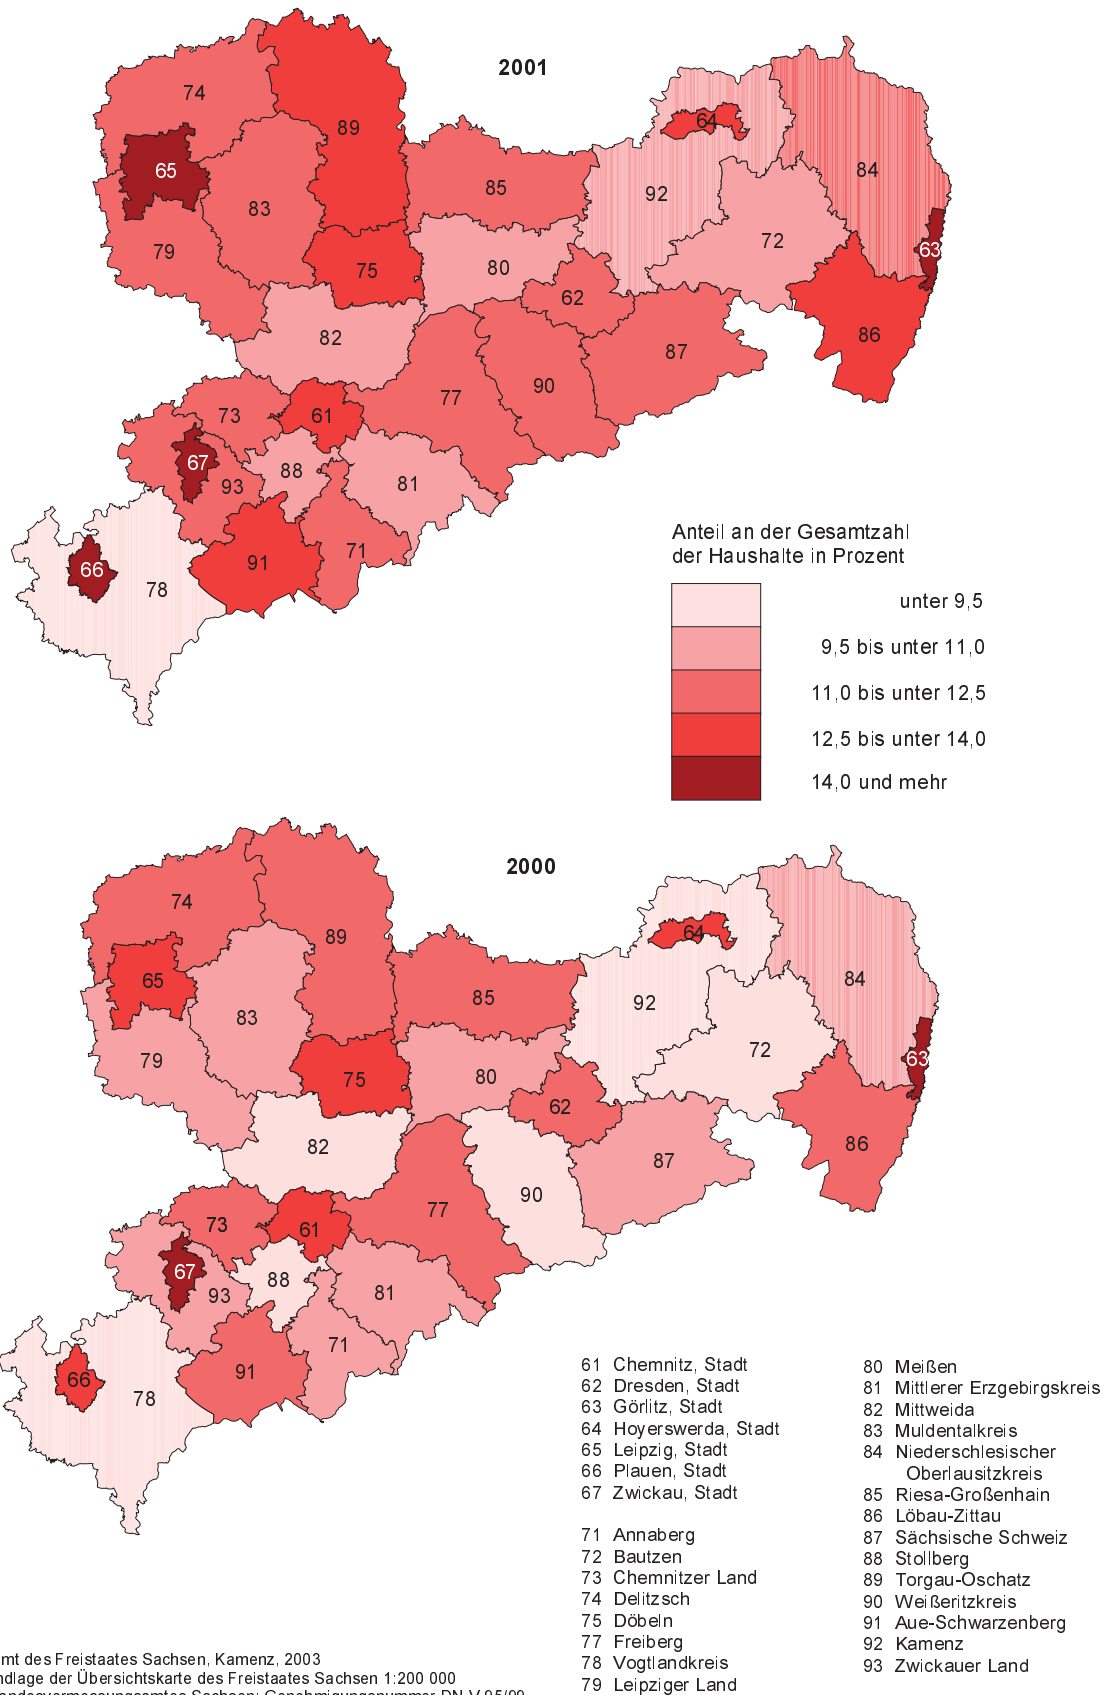 2001
74
89
64
65
85
84
92
83
72
63
79
75
80
62
86
82
87
90
77
73
61
67
88
81
93
71
91
66
78
Anteil an der Gesamtzahl
der Haushalte in Prozent
unter 9,5
9,5 bis unter 11,0
11,0 bis unter 12,5
12,5 bis unter 14,0
14,0 und mehr
2000
74
89
64
65
84
85
92
83
72
63
79
75
80
62
86
82
87
90
77
73
61
67
88
81
93
71
91
66
78
61 Chemnitz, Stadt
62 Dresden, Stadt
63 Görlitz, Stadt
64 Hoyerswerda, Stadt
65 Leipzig, Stadt
66 Plauen, Stadt
67 Zwickau, Stadt
71 Annaberg
72 Bautzen
73 Chemnitzer Land
74 Delitzsch
75 Döbeln
77 Freiberg
78 Vogtlandkreis
79 Leipziger Land
80 Meißen
81 Mittlerer Erzgebirgskreis
82 Mittweida
83 Muldentalkreis
84 Niederschlesischer
Oberlausitzkreis
85 Riesa-Großenhain
86 Löbau-Zittau
87 Sächsische Schweiz
88 Stollberg
89 Torgau-Oschatz
90 Weißeritzkreis
91 Aue-Schwarzenberg
92 Kamenz
93 Zwickauer Land
mt des Freistaates Sachsen, Kamenz, 2003
ndlage der Übersichtskarte des Freistaates Sachsen 1:200 000